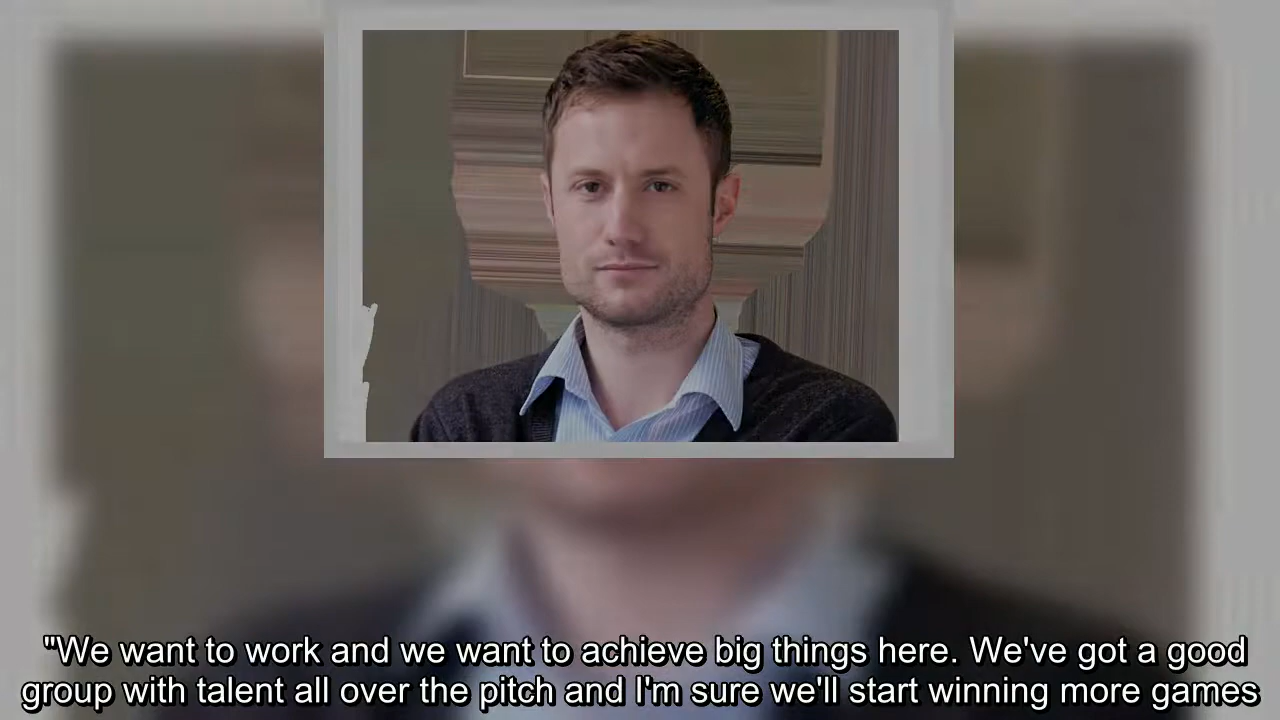 "We want to work and we want to achieve big things here. We've got a good
group with talent all over the pitch and I'm sure we'll start winning more games